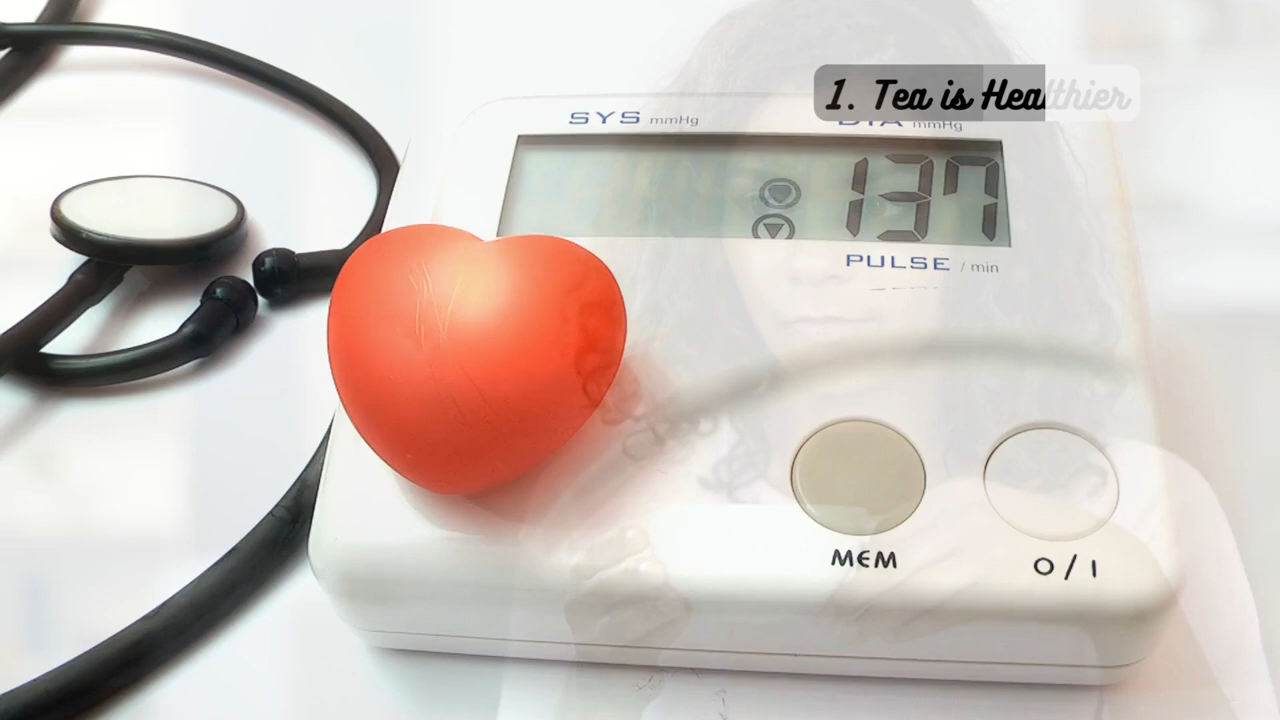 1. Tea is Healthier
SYS mmHg
DIA mmHg
137
PULSE / min
MEM
O / I